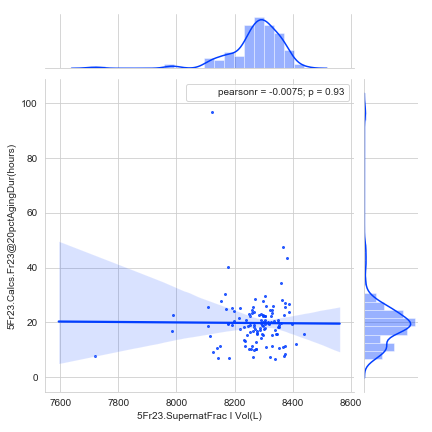 pearsonr = -0.0075; p = 0.93
5Fr23.Calcs.Fr23@20pctAgingDur(hours)
100
80
60
40
20
0
7600 7800 8000 8200 8400 8600
5Fr23.SupernatFrac I Vol(L)